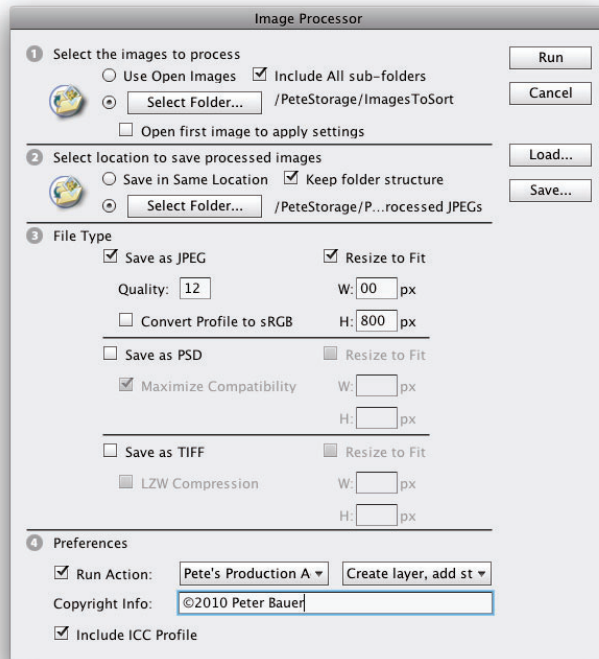 Image Processor
1 Select the images to process
Use Open Images Include All sub-folders
Select Folder... /PeteStorage/ImagesToSort
Open first image to apply settings
Run
Cancel
2 Select location to save processed images
Save in Same Location Keep folder structure
Select Folder... /PeteStorage/P...rocessed JPEGs
Load...
Save...
3 File Type
Save as JPEG Resize to Fit
Quality: 12 W: 00 px
Convert Profile to sRGB H: 800 px
Save as PSD Resize to Fit
Maximize Compatibility W: px
H: px
Save as TIFF Resize to Fit
LZW Compression W: px
H: px
4 Preferences
Run Action: Pete's Production A Create layer, add st
Copyright Info: ©2010 Peter Bauer
Include ICC Profile